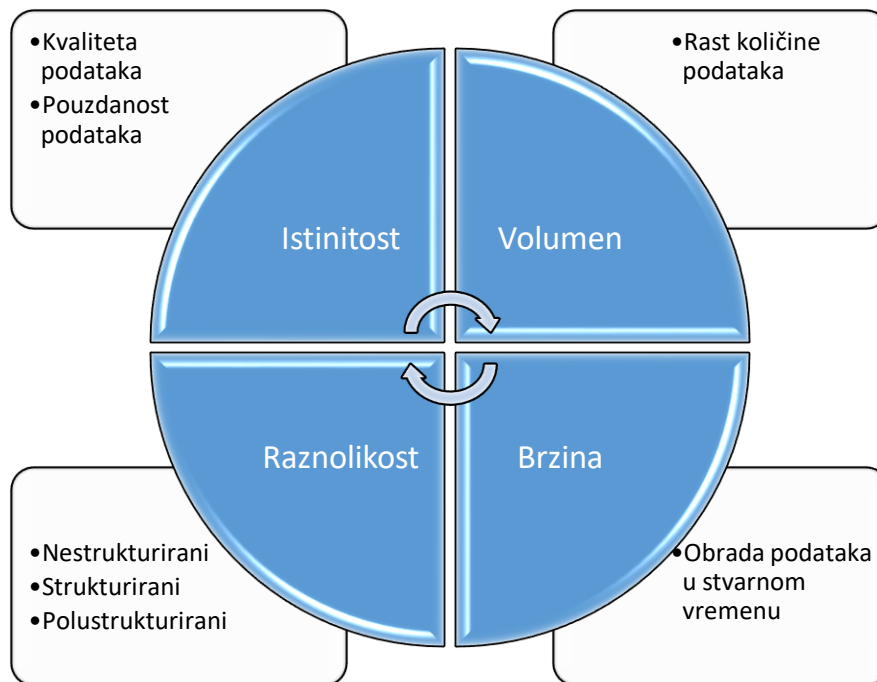 •Kvaliteta
podataka
•Pouzdanost
podataka
•Rast količine
podataka
Istinitost
Volumen
Raznolikost
Brzina
•Nestrukturirani
•Strukturirani
•Polustrukturirani
•Obrada podataka
u stvarnom
vremenu